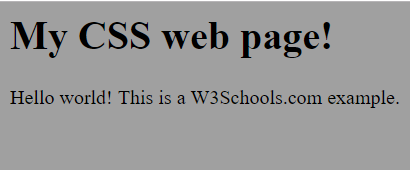 My CSS web page!
Hello world! This is a W3Schools.com example.